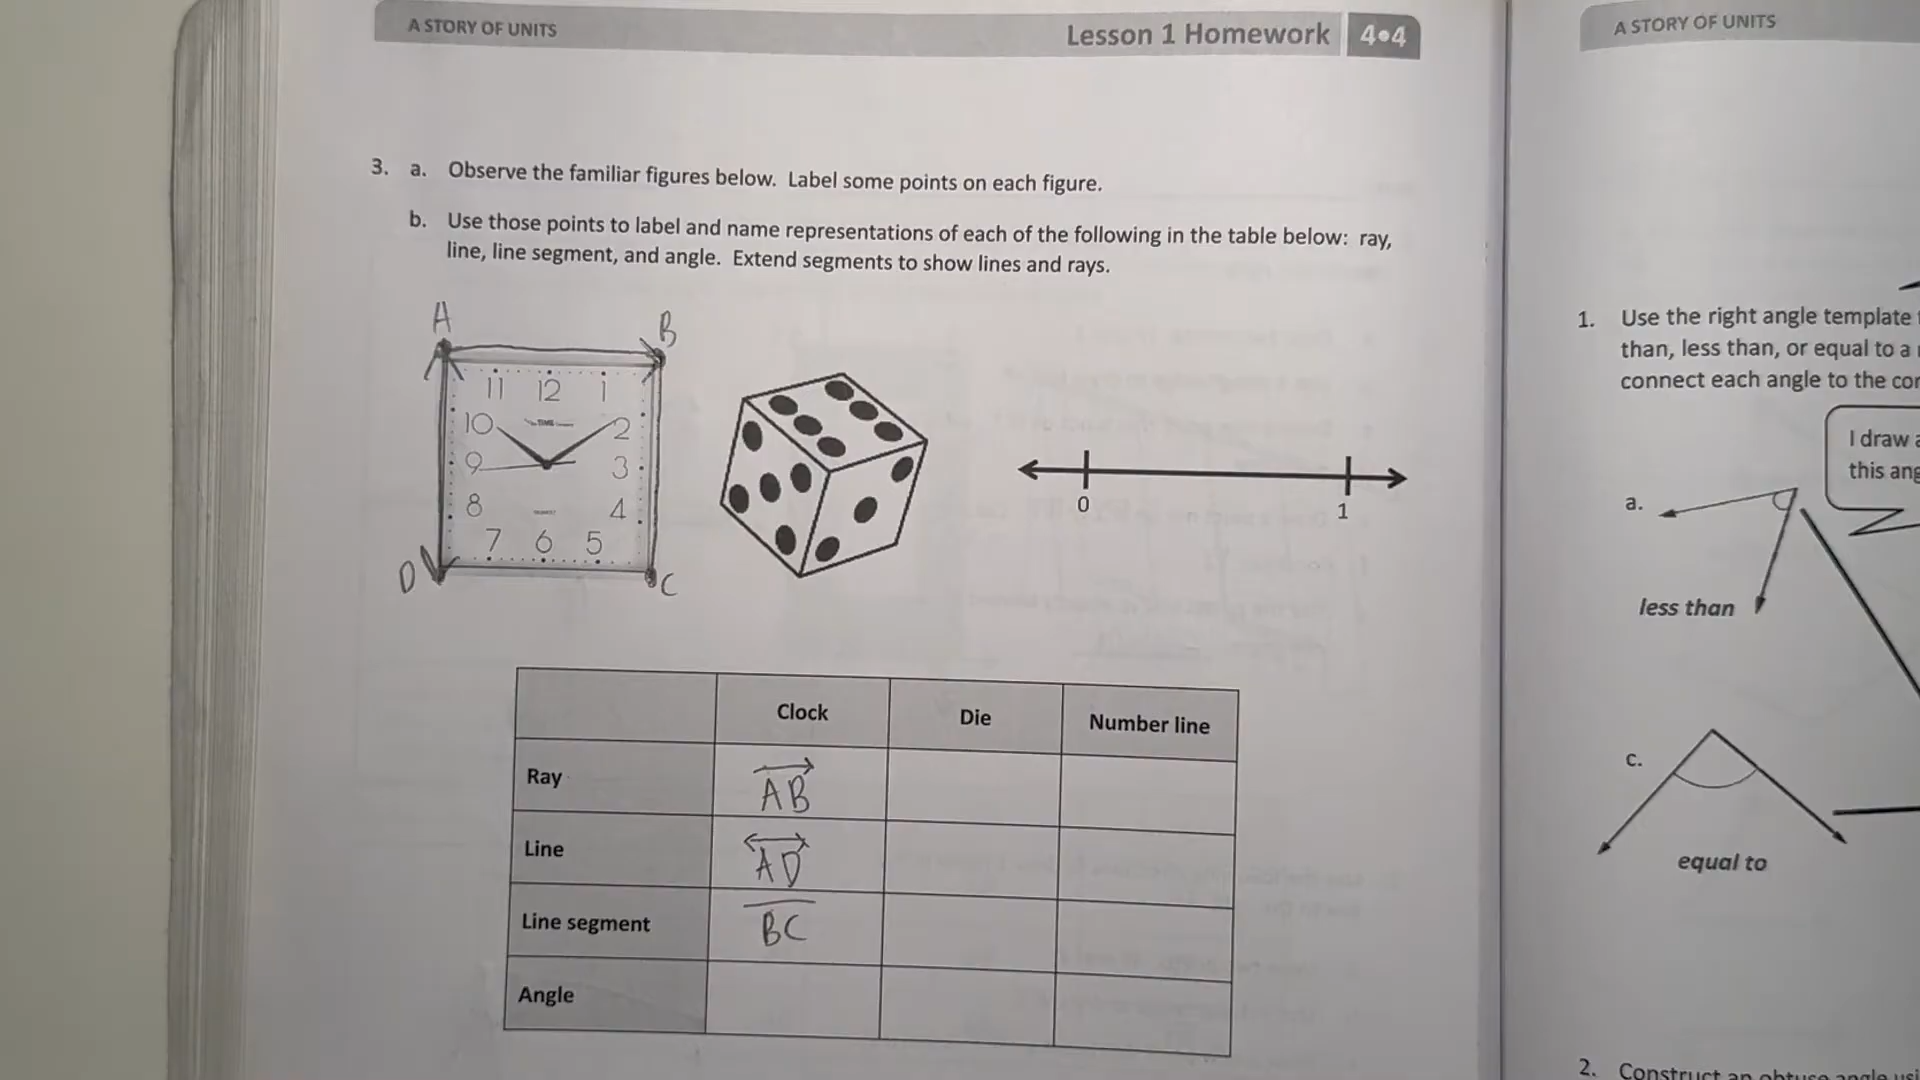 A STORY OF UNITS
Lesson 1 Homework 4•4
3. a. Observe the familiar figures below. Label some points on each figure.
b. Use those points to label and name representations of each of the following in the table below: ray,
line, line segment, and angle. Extend segments to show lines and rays.
A
B
11 12 1
10 TIME 2
9 3
8 4
7 6 5
D
C
0
1
Clock Die Number line
Ray AB
Line AD
Line segment BC
Angle
A STORY OF UNITS
1. Use the right angle template
than, less than, or equal to a
connect each angle to the
I draw
this
a.
less than
c.
equal to
2. Construct an obtuse angle